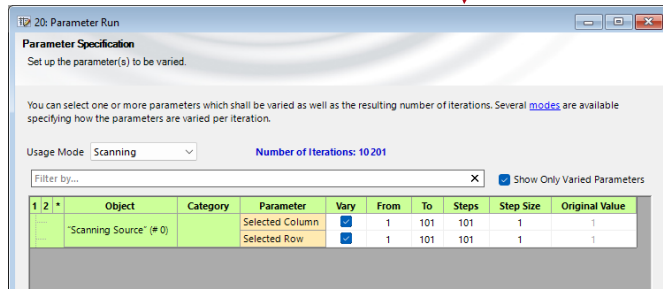 20: Parameter Run
Parameter Specification
Set up the parameter(s) to be varied.
You can select one or more parameters which shall be varied as well as the resulting number of iterations. Several modes are available
specifying how the parameters are varied per iteration.
Usage Mode Scanning Number of Iterations: 10 201
Filter by... Show Only Varied Parameters
1 2 * Object Category Parameter Vary From To Steps Step Size Original Value
"Scanning Source" (# 0)
Selected Column 1 101 101 1 1
Selected Row 1 101 101 1 1